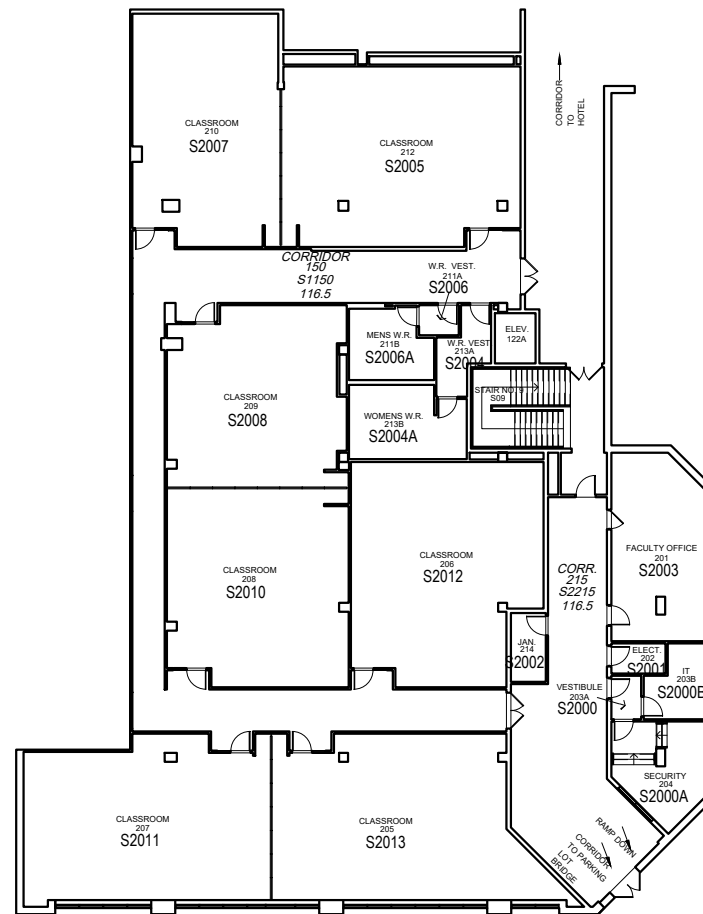 CORRIDOR
TO
HOTEL
CLASSROOM
210
S2007
CLASSROOM
212
S2005
CORRIDOR
150
S1150
116.5
W.R. VEST.
211A
S2006
MENS W.R.
211B
S2006A
W.R. VEST
213A
S2004
ELEV.
122A
STAIR NO. 9
S09
CLASSROOM
209
S2008
WOMENS W.R.
213B
S2004A
CLASSROOM
208
S2010
CLASSROOM
206
S2012
CORR.
215
S2215
116.5
FACULTY OFFICE
201
S2003
JAN.
214
S2002
ELECT.
202
S2001
IT
203B
S2000B
VESTIBULE
203A
S2000
SECURITY
204
S2000A
CLASSROOM
207
S2011
CLASSROOM
205
S2013
RAMP DOWN
CORRIDOR
TO PARKING
LOT
BRIDGE